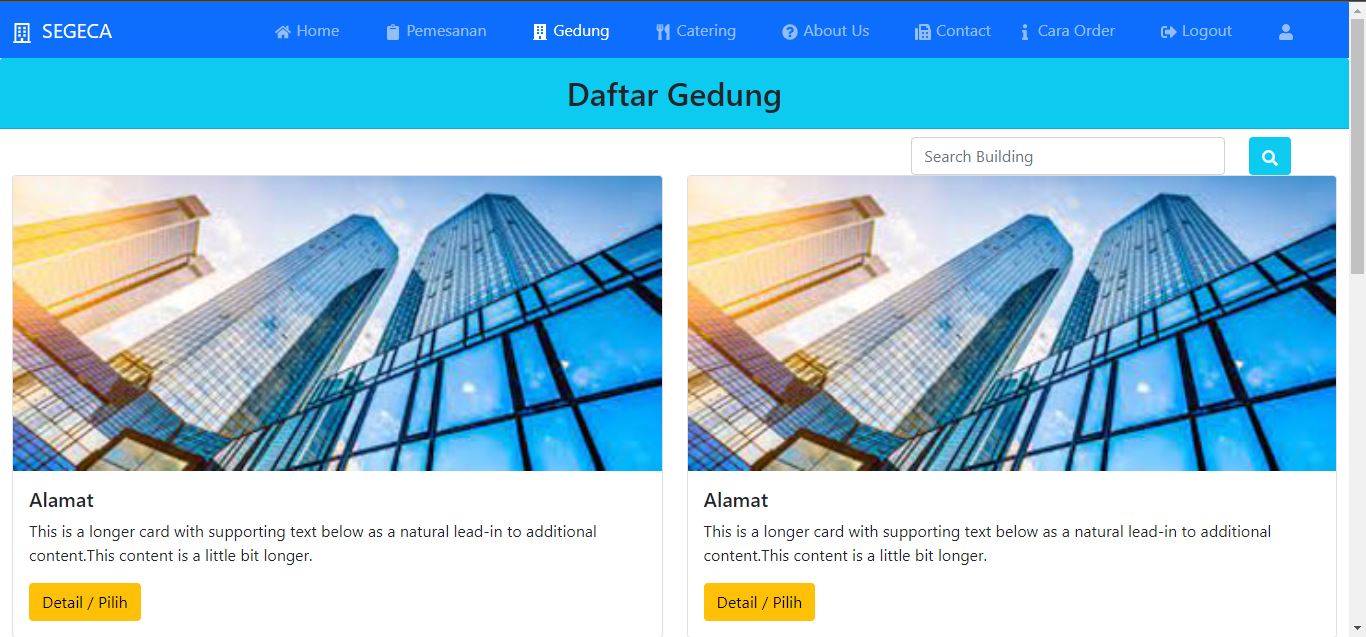 SEGECA Home Pemesanan Gedung Catering About Us Contact Cara Order Logout
Daftar Gedung
Search Building
Alamat
This is a longer card with supporting text below as a natural lead-in to additional
content.This content is a little bit longer.
Detail / Pilih
Alamat
This is a longer card with supporting text below as a natural lead-in to additional
content.This content is a little bit longer.
Detail / Pilih